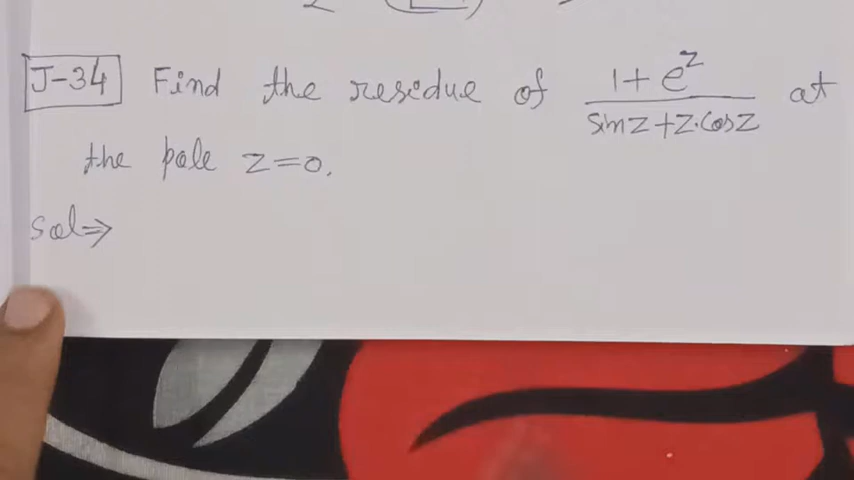 J-34 Find the residue of (1+e^z)/(sinz+z.cosz) at
the pole z=0.
Sol⇒